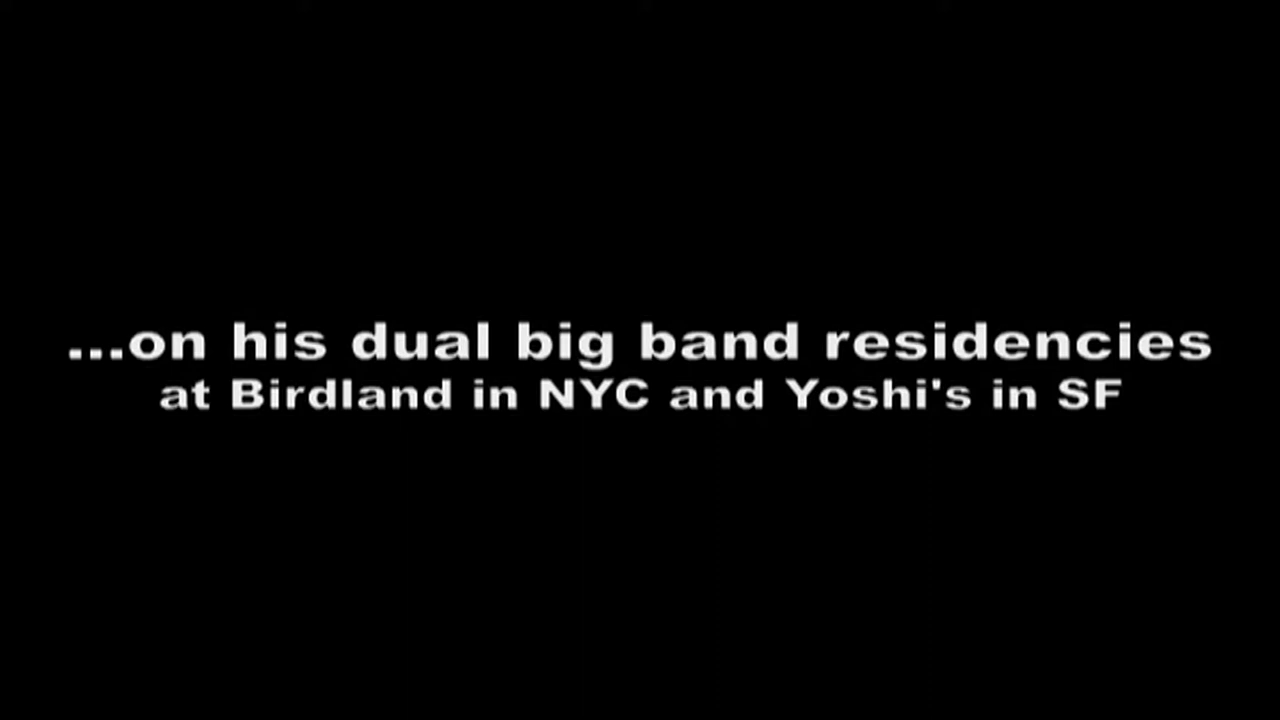 ...on his dual big band residencies
at Birdland in NYC and Yoshi's in SF